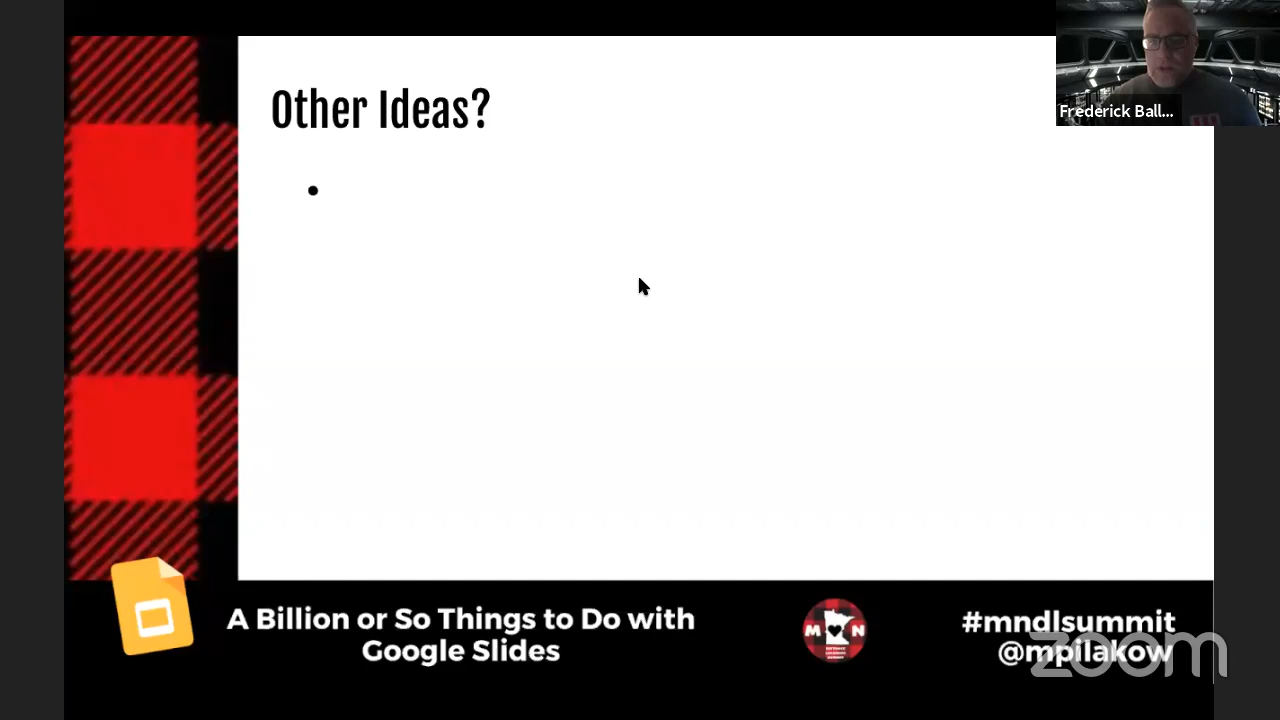 Other Ideas?
Frederick Ball...
A Billion or So Things to Do with
Google Slides
M N
#mndlsummit
@mpilakow
zoom